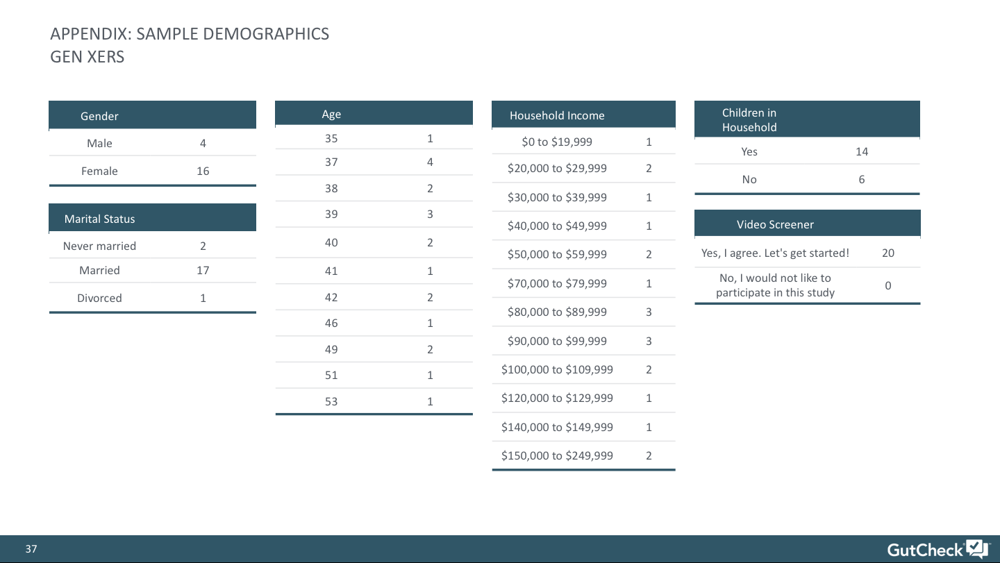 APPENDIX: SAMPLE DEMOGRAPHICS
GEN XERS
Gender
Male 4
Female 16
Marital Status
Never married 2
Married 17
Divorced 1
Age
35 1
37 4
38 2
39 3
40 2
41 1
42 2
46 1
49 2
51 1
53 1
Household Income
$0 to $19,999 1
$20,000 to $29,999 2
$30,000 to $39,999 1
$40,000 to $49,999 1
$50,000 to $59,999 2
$70,000 to $79,999 1
$80,000 to $89,999 3
$90,000 to $99,999 3
$100,000 to $109,999 2
$120,000 to $129,999 1
$140,000 to $149,999 1
$150,000 to $249,999 2
Children in
Household
Yes 14
No 6
Video Screener
Yes, I agree. Let's get started! 20
No, I would not like to
participate in this study 0
37
GutCheck